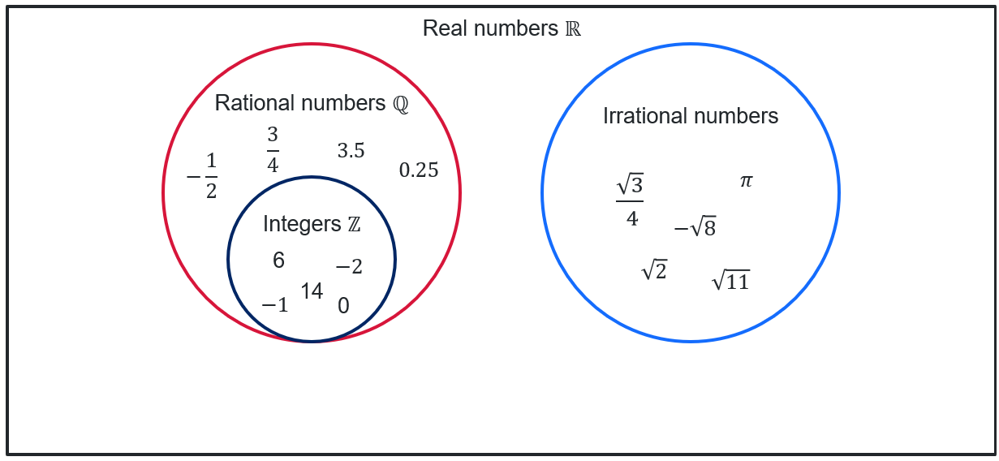 Real numbers ℝ
Rational numbers ℚ
−1/2
3/4
3.5
0.25
Integers ℤ
6
−2
14
−1
0
Irrational numbers
√3/4
π
−√8
√2
√11